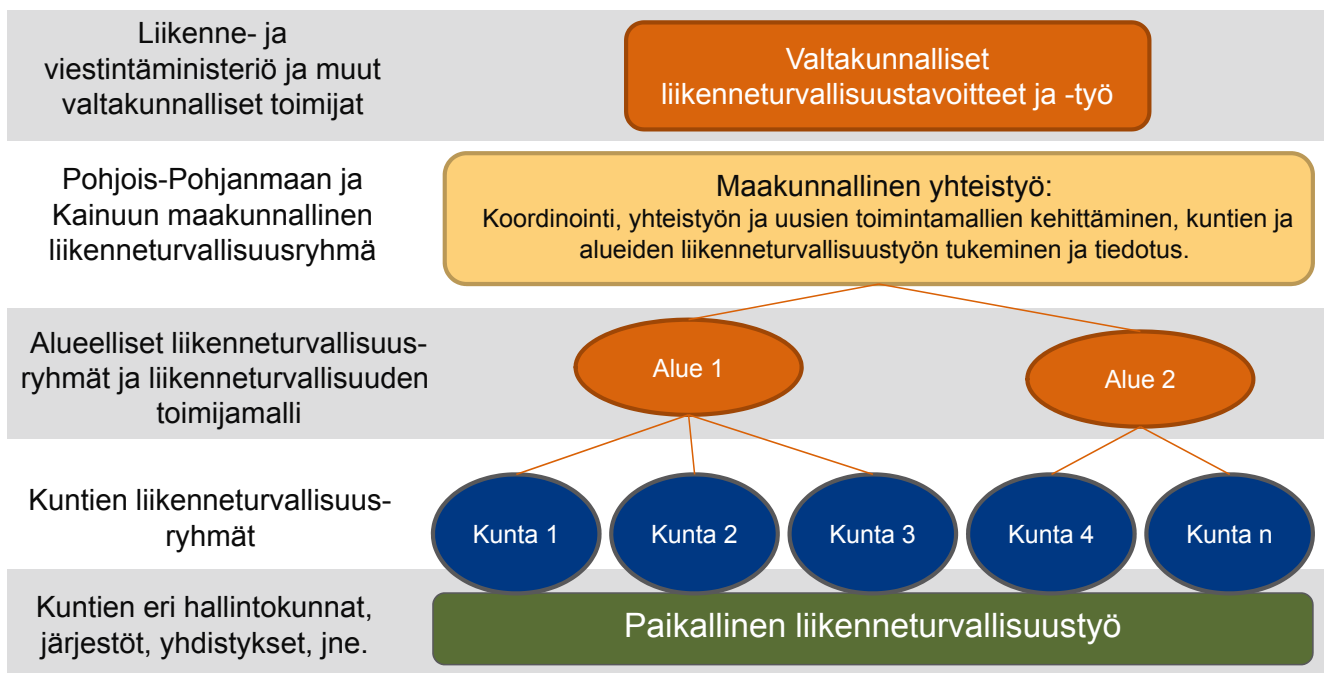 Liikenne- ja
viestintäministeriö ja muut
valtakunnalliset toimijat
Valtakunnalliset
liikenneturvallisuustavoitteet ja -työ
Pohjois-Pohjanmaan ja
Kainuun maakunnallinen
liikenneturvallisuusryhmä
Maakunnallinen yhteistyö:
Koordinointi, yhteistyön ja uusien toimintamallien kehittäminen, kuntien ja
alueiden liikenneturvallisuustyön tukeminen ja tiedotus.
Alueelliset liikenneturvallisuus-
ryhmät ja liikenneturvallisuuden
toimijamalli
Alue 1
Alue 2
Kuntien liikenneturvallisuus-
ryhmät
Kunta 1
Kunta 2
Kunta 3
Kunta 4
Kunta n
Kuntien eri hallintokunnat,
järjestöt, yhdistykset, jne.
Paikallinen liikenneturvallisuustyö